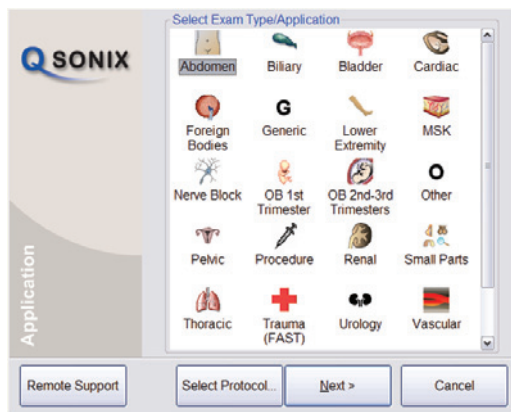 Select Exam Type/Application
Q SONIX
Abdomen
Biliary
Bladder
Cardiac
Foreign
Bodies
G
Generic
Lower
Extremity
MSK
Nerve Block
OB 1st
Trimester
OB 2nd-3rd
Trimesters
O
Other
Pelvic
Procedure
Renal
Small Parts
Thoracic
Trauma
(FAST)
Urology
Vascular
Application
Remote Support
Select Protocol...
Next >
Cancel